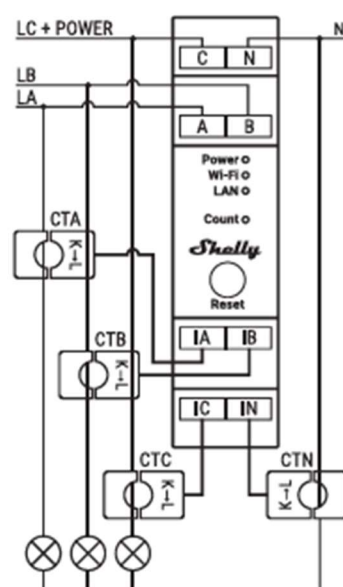 LC + POWER
N
C N
LB
LA
A B
Power
Wi-Fi
LAN
Count
CTA
Shelly
K→L
Reset
CTB
IA IB
K→L
IC IN
CTC
CTN
K→L
K→L